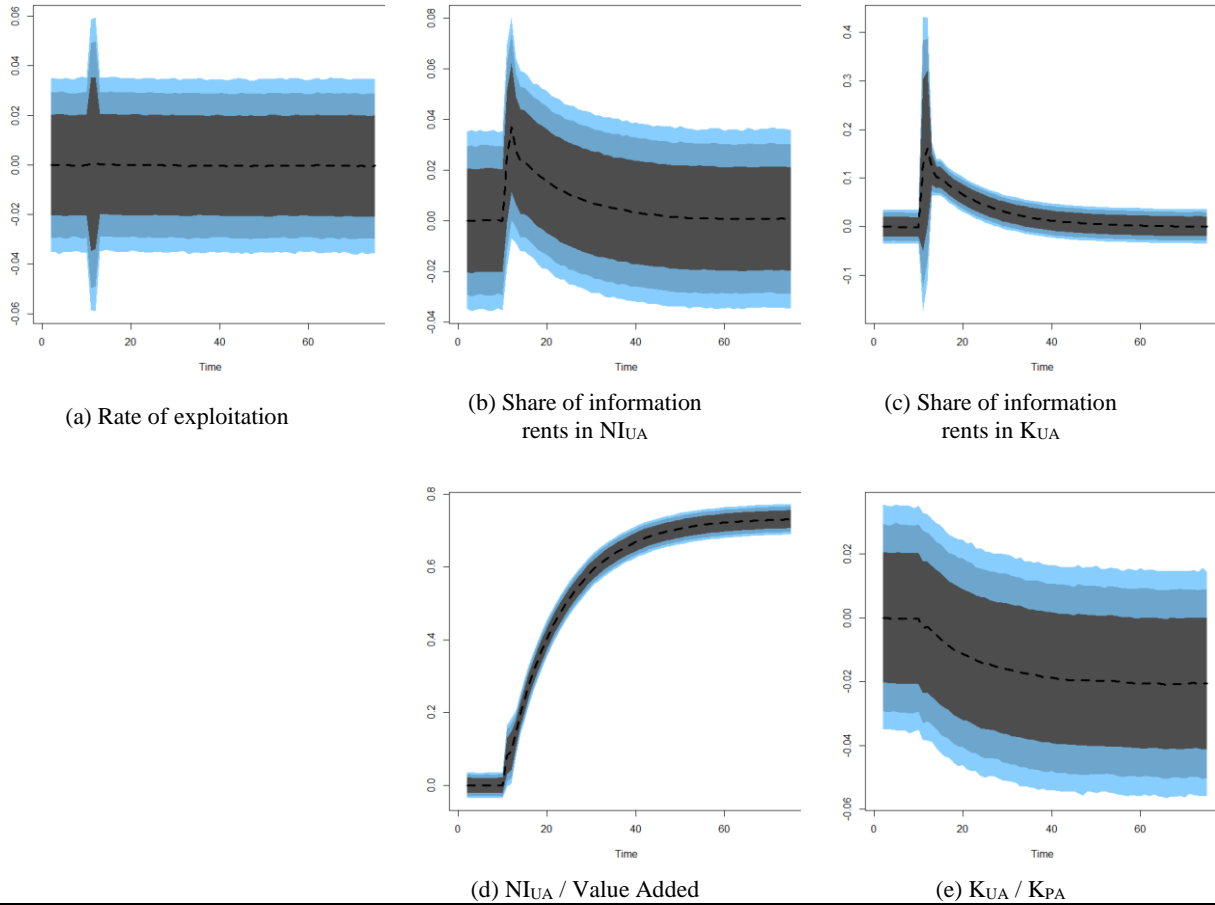 0.06
0.04
0.02
0.00
-0.02
-0.04
-0.06
0 20 40 60
Time
(a) Rate of exploitation
0.08
0.06
0.04
0.02
0.00
-0.02
-0.04
0 20 40 60
Time
(b) Share of information
rents in NIUA
0.4
0.3
0.2
0.1
0.0
-0.1
0 20 40 60
Time
(c) Share of information
rents in KUA
0.8
0.6
0.4
0.2
0.0
0 20 40 60
Time
(d) NIUA / Value Added
0.02
0.00
-0.02
-0.04
-0.06
0 20 40 60
Time
(e) KUA / KPA